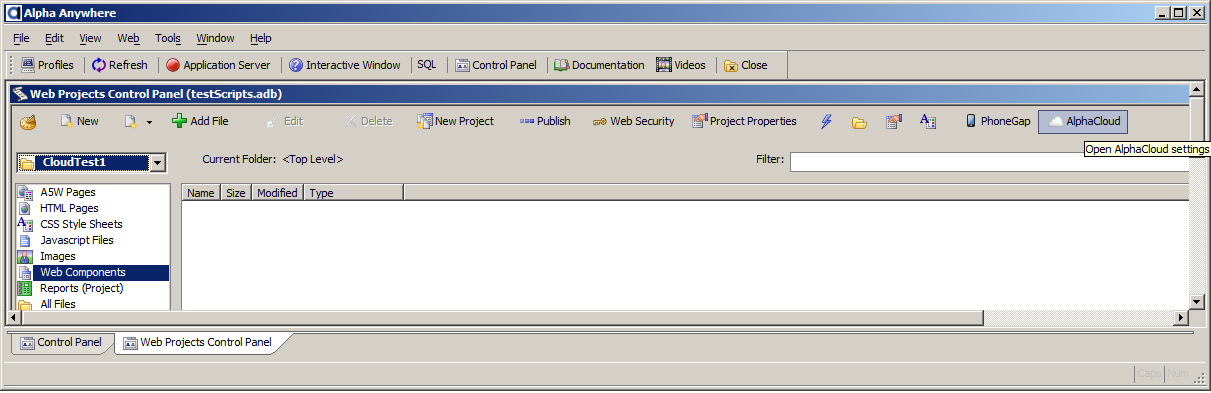 Alpha Anywhere
File Edit View Web Tools Window Help
Profiles Refresh Application Server Interactive Window SQL Control Panel Documentation Videos Close
Web Projects Control Panel (testScripts.adb)
New Add File Edit Delete New Project Publish Web Security Project Properties PhoneGap AlphaCloud
Open AlphaCloud settings
CloudTest1 Current Folder: <Top Level> Filter:
Name Size Modified Type
A5W Pages
HTML Pages
CSS Style Sheets
Javascript Files
Images
Web Components
Reports (Project)
All Files
Control Panel Web Projects Control Panel
Caps Num